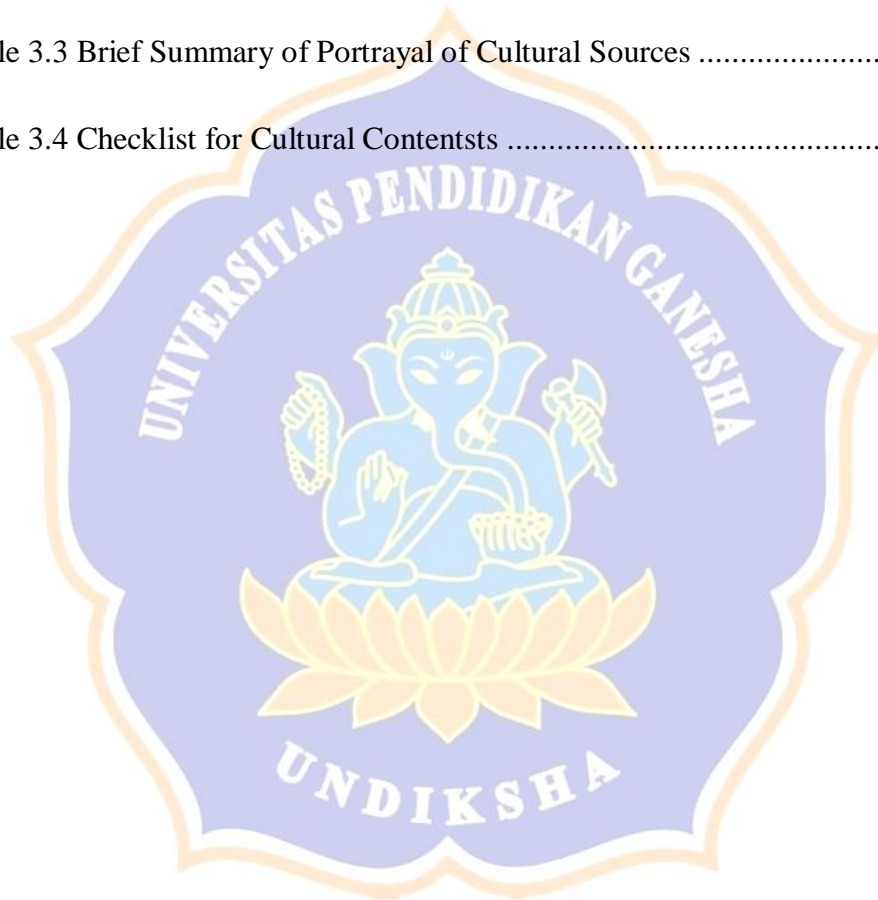 le 3.3 Brief Summary of Portrayal of Cultural Sources ......................
le 3.4 Checklist for Cultural Contentsts .............................................
UNIVERSITAS PENDIDIKAN GANESHA
UNDIKSHA